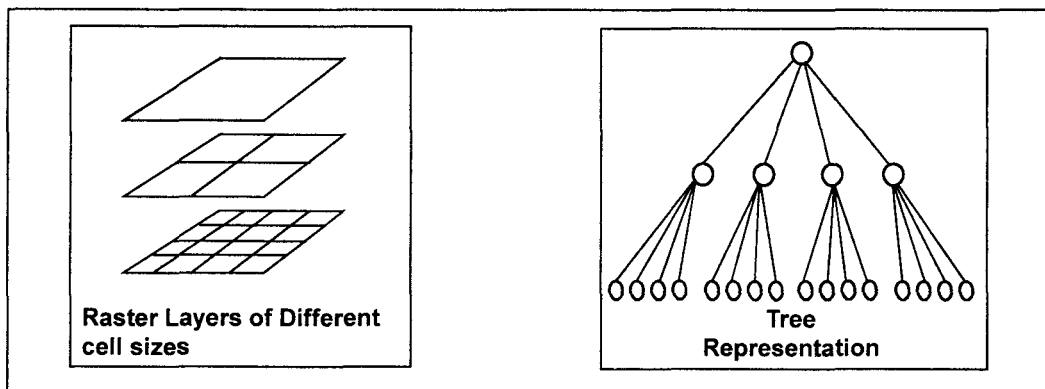 Raster Layers of Different
cell sizes
Tree
Representation